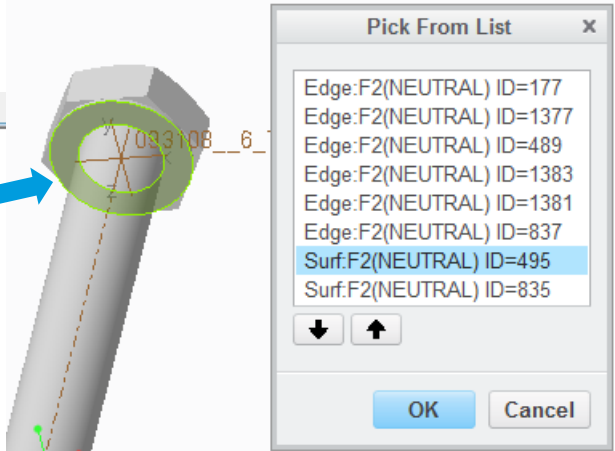 Pick From List x
Edge:F2(NEUTRAL) ID=177
Edge:F2(NEUTRAL) ID=1377
Edge:F2(NEUTRAL) ID=489
Edge:F2(NEUTRAL) ID=1383
Edge:F2(NEUTRAL) ID=1381
Edge:F2(NEUTRAL) ID=837
Surf:F2(NEUTRAL) ID=495
Surf:F2(NEUTRAL) ID=835
OK Cancel
y
x
z